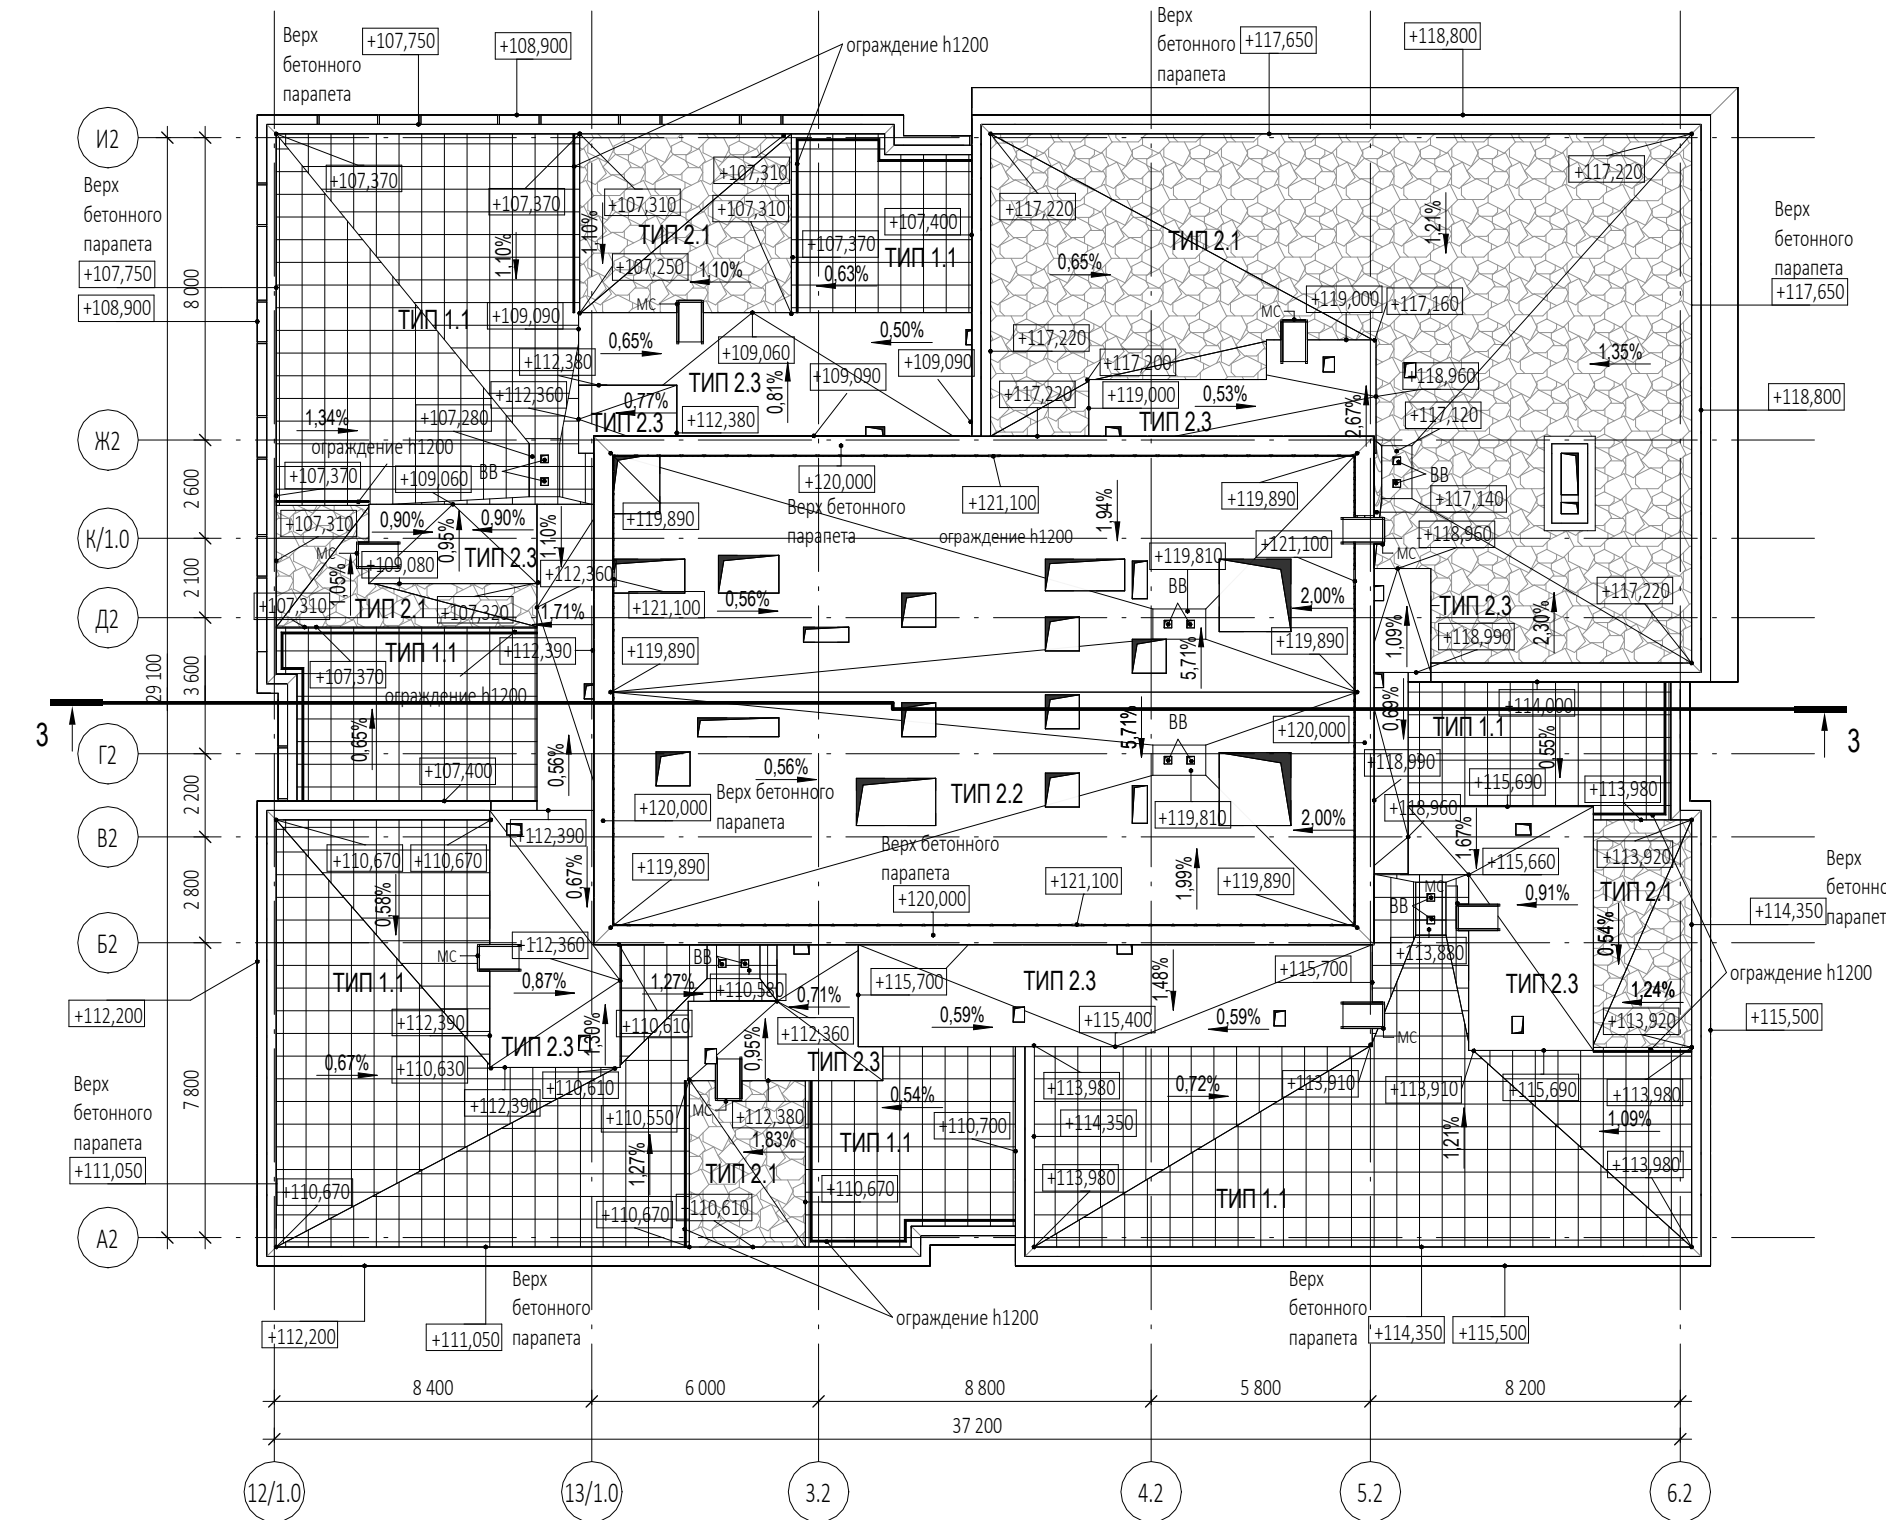 Верх
бетонного
парапета
+107,750
+108,900
ограждение h1200
Верх
бетонного
парапета
+117,650
+118,800
И2
Верх
бетонного
парапета
+107,750
+108,900
8 000
+107,370
+107,370
1,10%
ТИП 1.1
+109,090
1,10%
+107,310
+107,310
+107,310
ТИП 2.1
+107,250
1,10%
МС
+107,400
+107,370
ТИП 1.1
0,63%
+117,220
+117,220
ТИП 2.1
0,65%
1,21%
+119,000
МС
+117,160
Верх
бетонного
парапета
+117,650
0,65%
+109,060
0,50%
+109,090
+112,380
ТИП 2.3
0,81%
+109,090
+112,360
0,77%
ТИП 2.3
+112,380
+117,220
+117,200
+117,220
+119,000
0,53%
ТИП 2.3
2,67%
+118,960
+117,120
1,35%
+118,800
Ж2
1,34%
+107,280
ограждение h1200
+107,370
+109,060
ВВ
2 600
+120,000
+121,100
Верх бетонного
парапета
ограждение h1200
+119,890
+119,890
1,94%
ВВ
+117,140
+118,960
МС
К/1.0
+107,310
0,90%
0,90%
0,95%
1,10%
МС
+109,080
ТИП 2.3
1,05%
2 100
+112,360
+119,810
+121,100
ВВ
+107,310
ТИП 2.1
+107,320
1,71%
+121,100
0,56%
2,00%
1,09%
ТИП 2.3
+118,990
2,30%
+117,220
Д2
29 100
3 600
ТИП 1.1
+112,390
+107,370
ограждение h1200
+119,890
5,71%
+119,890
0,69%
+114,000
3
3
0,65%
0,56%
5,71%
ВВ
+120,000
ТИП 1.1
0,55%
Г2
2 200
+107,400
0,56%
+120,000
Верх бетонного
парапета
ТИП 2.2
+119,810
2,00%
+118,990
+118,960
+115,690
+113,980
В2
+112,390
+110,670
+110,670
0,68%
0,67%
2 800
+119,890
Верх бетонного
парапета
+120,000
+121,100
1,99%
+119,890
1,67%
+115,660
МС
ВВ
0,91%
+113,920
ТИП 2.1
0,54%
Верх
+114,350
Б2
МС
+112,360
ТИП 1.1
0,87%
ВВ
1,27%
+110,580
0,71%
+115,700
ТИП 2.3
1,48%
+115,700
+113,880
ТИП 2.3
1,24%
+113,920
ограждение h1200
+115,500
+112,200
+112,390
1,30%
+110,610
+112,360
0,59%
+115,400
0,59%
МС
ТИП 2.3
0,95%
ТИП 2.3
0,67%
+110,630
+110,610
+112,390
7 800
Верх
бетонного
парапета
+111,050
+110,550
МС
+112,380
0,54%
+110,700
+113,980
0,72%
+113,910
+113,910
+115,690
+113,980
+114,350
1,21%
1,09%
1,27%
1,83%
ТИП 1.1
ТИП 2.1
+110,670
+110,670
+110,610
+110,670
+113,980
ТИП 1.1
+113,980
А2
+112,200
+111,050
Верх
бетонного
парапета
ограждение h1200
Верх
бетонного
парапета
+114,350
+115,500
8 400
6 000
8 800
5 800
8 200
37 200
12/1.0
13/1.0
3.2
4.2
5.2
6.2